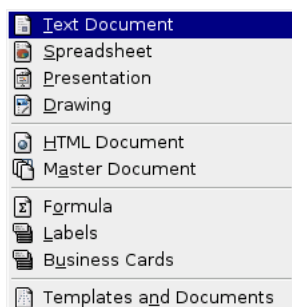 Text Document
Spreadsheet
Presentation
Drawing
HTML Document
Master Document
Formula
Labels
Business Cards
Templates and Documents